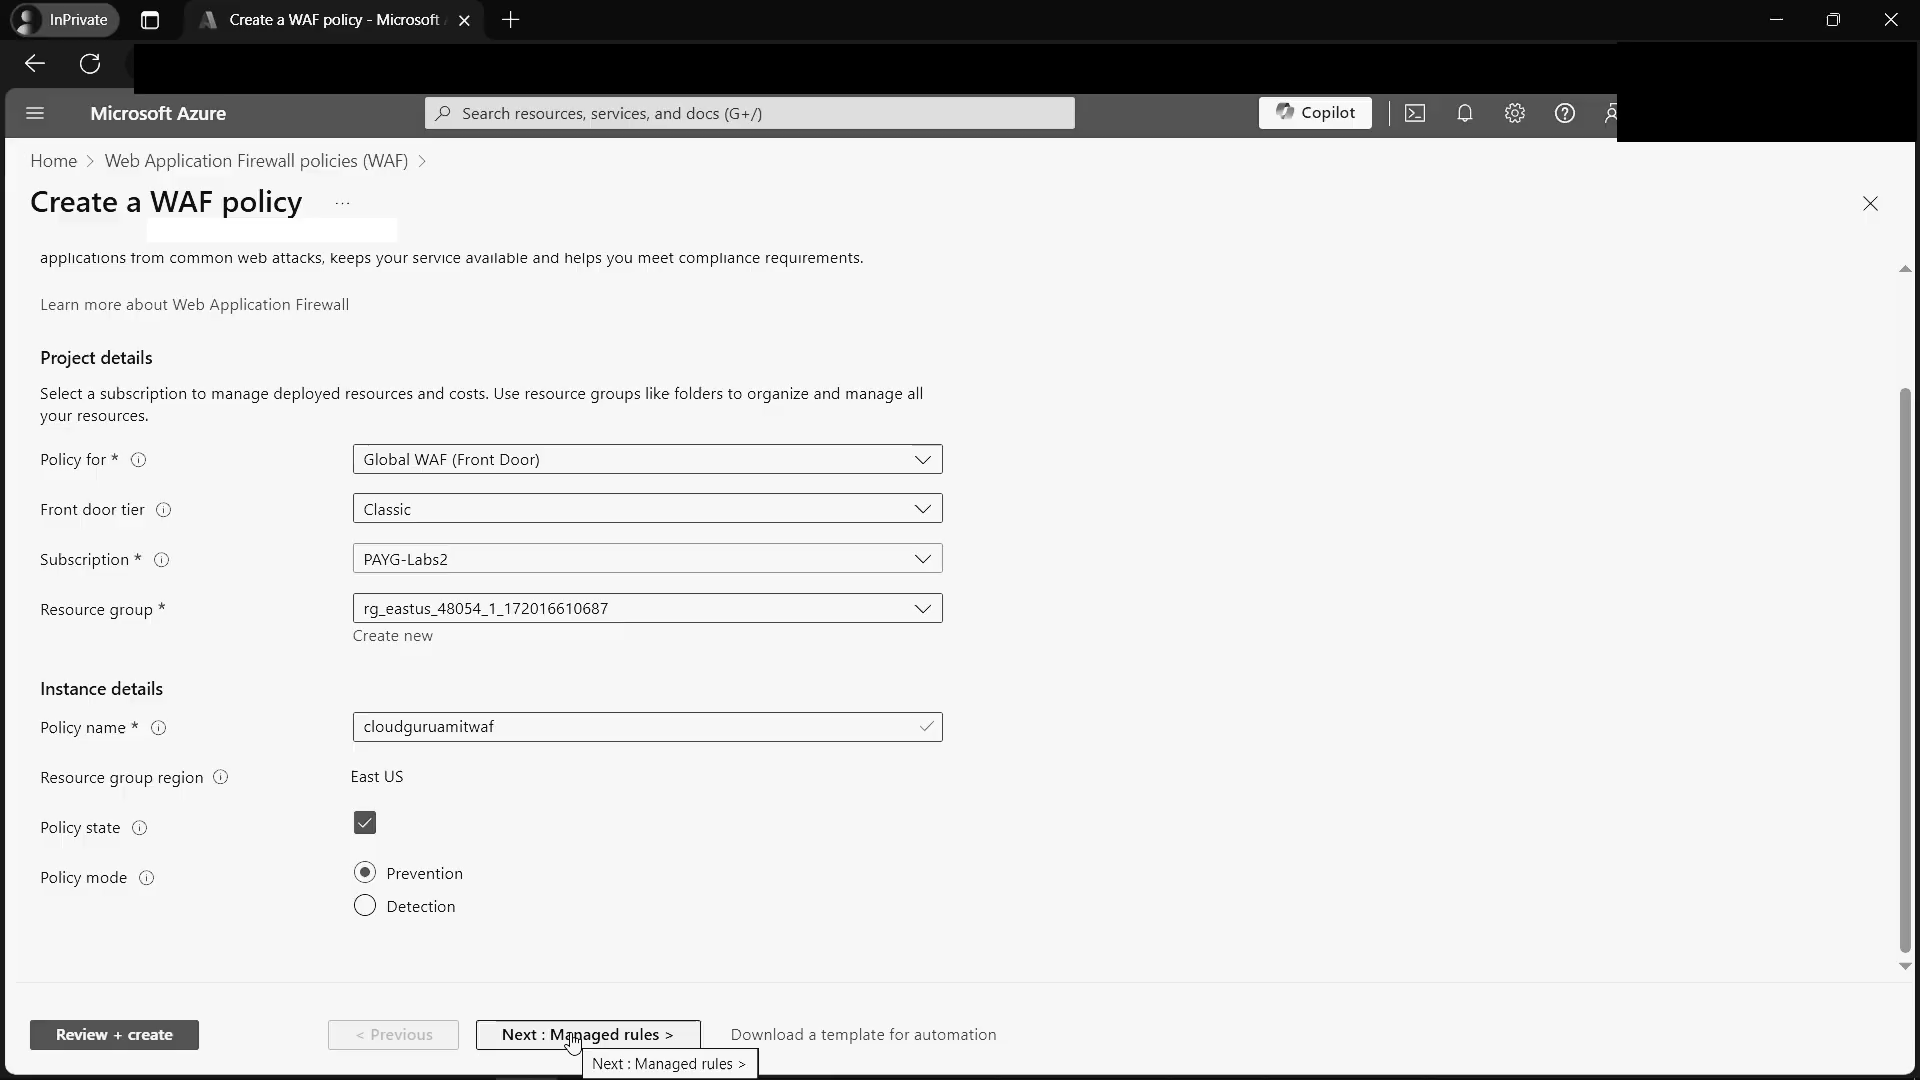 InPrivate
Create a WAF policy - Microsoft
Microsoft Azure
Search resources, services, and docs (G+/)
Copilot
Home > Web Application Firewall policies (WAF) >
Create a WAF policy ...
applications from common web attacks, keeps your service available and helps you meet compliance requirements.
Learn more about Web Application Firewall
Project details
Select a subscription to manage deployed resources and costs. Use resource groups like folders to organize and manage all
your resources.
Policy for * Global WAF (Front Door)
Front door tier Classic
Subscription * PAYG-Labs2
Resource group * rg_eastus_48054_1_172016610687
Create new
Instance details
Policy name * cloudguruamitwaf
Resource group region East US
Policy state
Policy mode Prevention
Detection
Review + create < Previous Next : Managed rules > Download a template for automation
Next : Managed rules >